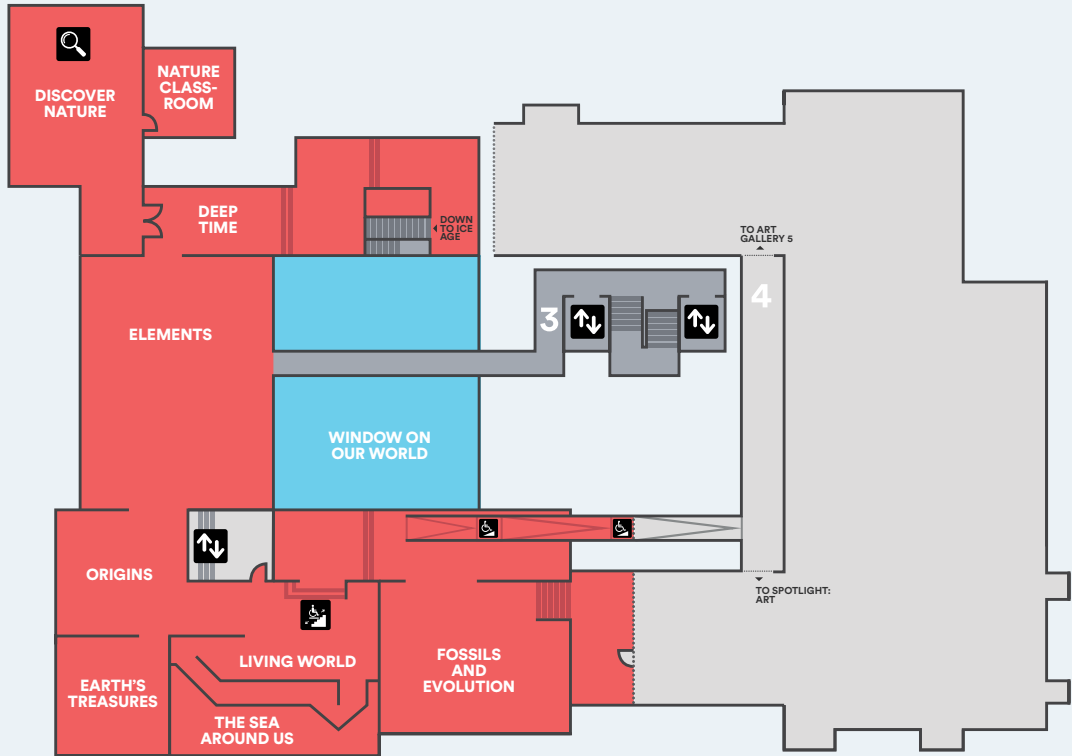 DISCOVER
NATURE
NATURE
CLASS-
ROOM
DEEP
TIME
DOWN
TO ICE
AGE
TO ART
GALLERY 5
ELEMENTS
3
4
WINDOW ON
OUR WORLD
ORIGINS
TO SPOTLIGHT:
ART
LIVING WORLD
FOSSILS
AND
EVOLUTION
EARTH'S
TREASURES
THE SEA
AROUND US